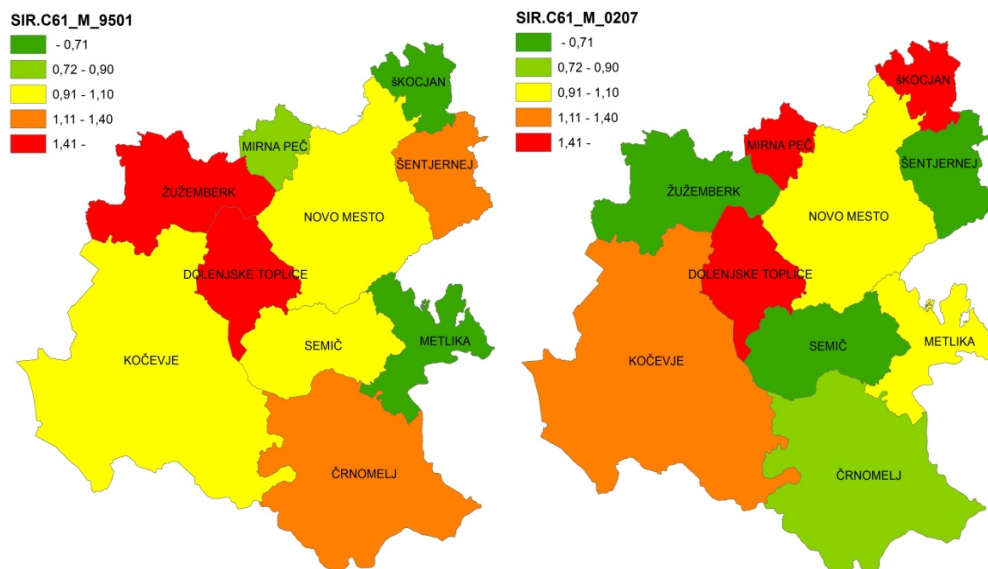 SIR.C61_M_9501
- 0,71
0,72 - 0,90
0,91 - 1,10
1,11 - 1,40
1,41 -
šKOCJAN
MIRNA PEČ
ŠENTJERNEJ
ŽUŽEMBERK
NOVO MESTO
DOLENJSKE TOPLICE
SEMIČ
METLIKA
KOČEVJE
ČRNOMELJ
SIR.C61_M_0207
- 0,71
0,72 - 0,90
0,91 - 1,10
1,11 - 1,40
1,41 -
šKOCJAN
MIRNA PEČ
ŠENTJERNEJ
ŽUŽEMBERK
NOVO MESTO
DOLENJSKE TOPLICE
SEMIČ
METLIKA
KOČEVJE
ČRNOMELJ